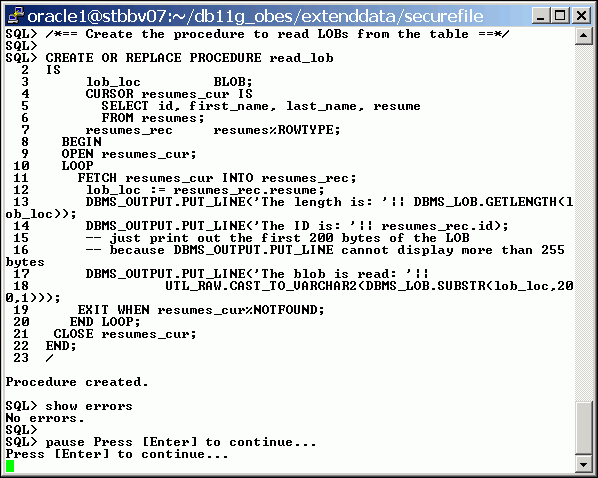 oracle1@stbbv07:~/db11g_obes/extenddata/securefile
SQL> /*== Create the procedure to read LOBs from the table ==*/
SQL>
SQL> CREATE OR REPLACE PROCEDURE read_lob
  2  IS
  3       lob_loc         BLOB;
  4       CURSOR resumes_cur IS
  5         SELECT id, first_name, last_name, resume
  6         FROM resumes;
  7       resumes_rec     resumes%ROWTYPE;
  8    BEGIN
  9    OPEN resumes_cur;
 10    LOOP
 11      FETCH resumes_cur INTO resumes_rec;
 12       lob_loc := resumes_rec.resume;
 13       DBMS_OUTPUT.PUT_LINE('The length is: '|| DBMS_LOB.GETLENGTH(l
ob_loc));
 14       DBMS_OUTPUT.PUT_LINE('The ID is: '|| resumes_rec.id);
 15       -- just print out the first 200 bytes of the LOB
 16       -- because DBMS_OUTPUT.PUT_LINE cannot display more than 255
bytes
 17       DBMS_OUTPUT.PUT_LINE('The blob is read: '||
 18                 UTL_RAW.CAST_TO_VARCHAR2(DBMS_LOB.SUBSTR(lob_loc,20
0,1)));
 19      EXIT WHEN resumes_cur%NOTFOUND;
 20     END LOOP;
 21   CLOSE resumes_cur;
 22  END;
 23  /
Procedure created.
SQL> show errors
No errors.
SQL>
SQL> pause Press [Enter] to continue...
Press [Enter] to continue...